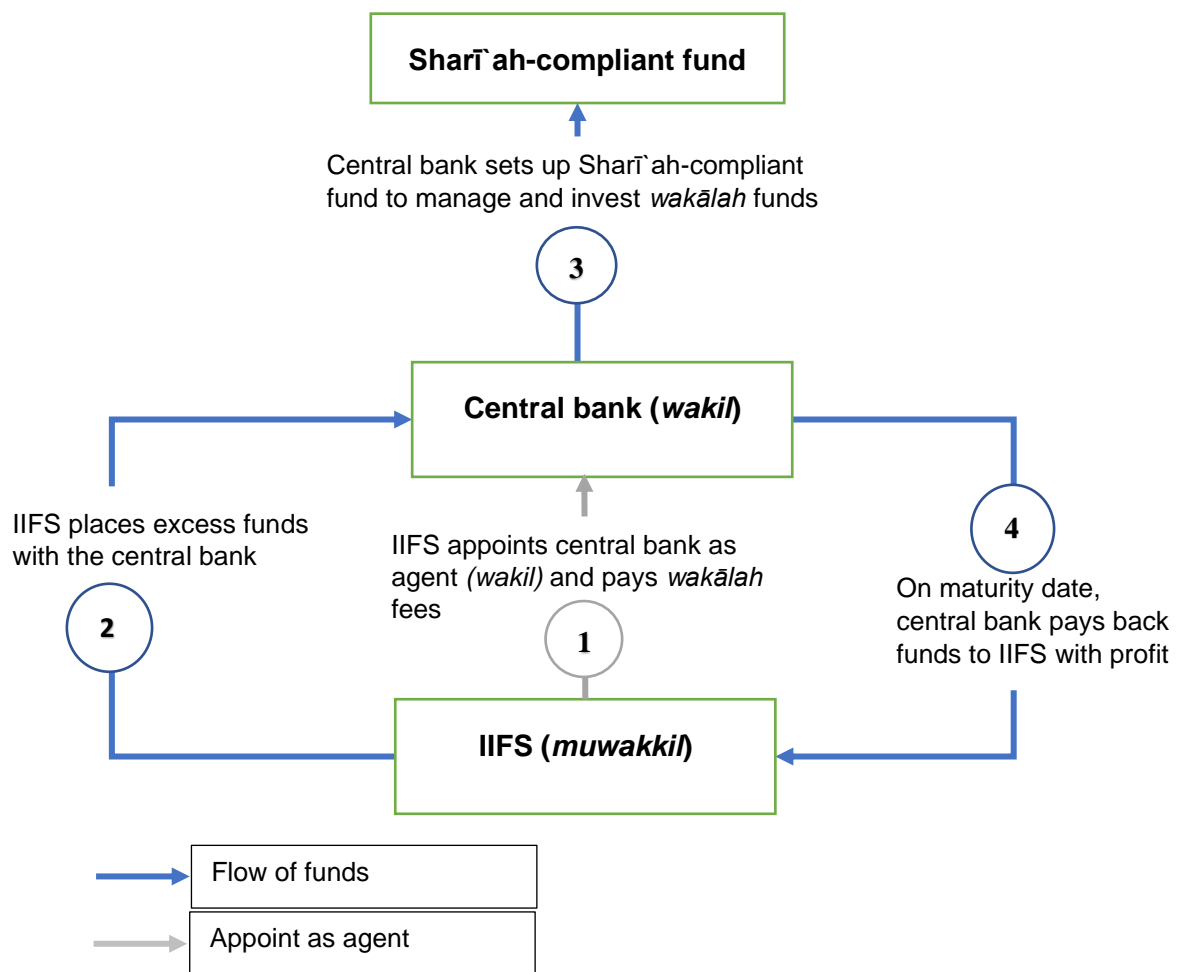 Sharī`ah-compliant fund
Central bank sets up Sharī`ah-compliant
fund to manage and invest wakālah funds
3
Central bank (wakil)
IIFS places excess funds
with the central bank
2
IIFS appoints central bank as
agent (wakil) and pays wakālah
fees
1
4
On maturity date,
central bank pays back
funds to IIFS with profit
IIFS (muwakkil)
Flow of funds
Appoint as agent